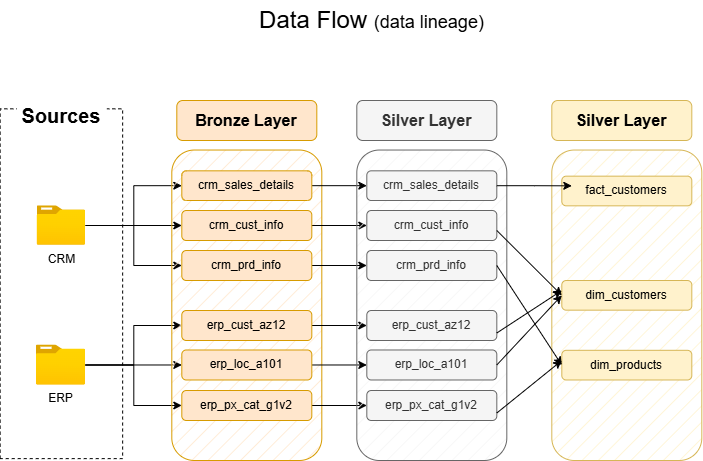 Data Flow (data lineage)
Sources
Bronze Layer
Silver Layer
Silver Layer
CRM
ERP
crm_sales_details
crm_cust_info
crm_prd_info
erp_cust_az12
erp_loc_a101
erp_px_cat_g1v2
crm_sales_details
crm_cust_info
crm_prd_info
erp_cust_az12
erp_loc_a101
erp_px_cat_g1v2
fact_customers
dim_customers
dim_products